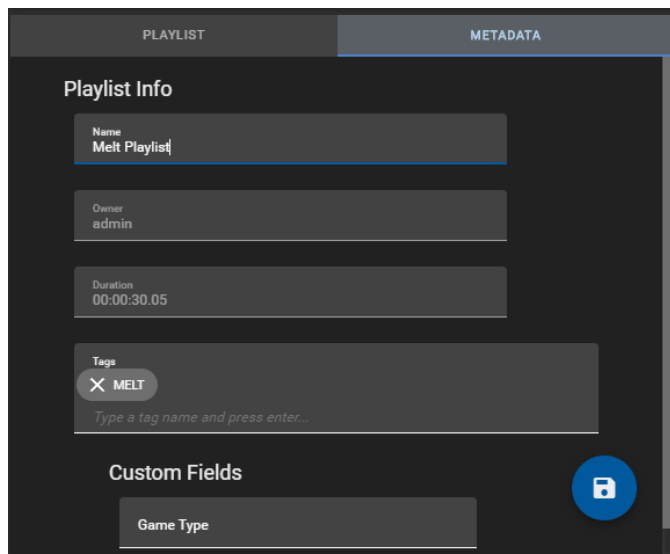 PLAYLIST
METADATA
Playlist Info
Name
Melt Playlist
Owner
admin
Duration
00:00:30.05
Tags
MELT
Type a tag name and press enter...
Custom Fields
Game Type